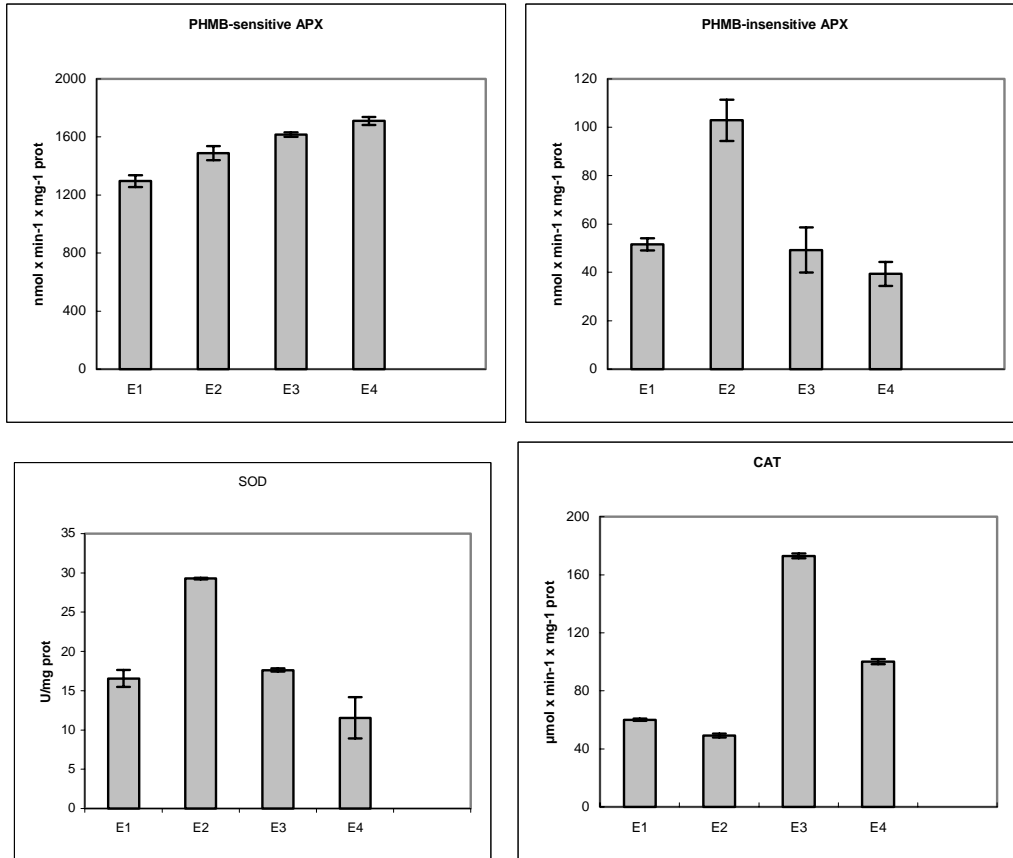 PHMB-sensitive APX
nmol x min-1 x mg-1 prot
2000
1600
1200
800
400
0
E1 E2 E3 E4
PHMB-insensitive APX
nmol x min-1 x mg-1 prot
120
100
80
60
40
20
0
E1 E2 E3 E4
SOD
U/mg prot
35
30
25
20
15
10
5
0
E1 E2 E3 E4
CAT
µmol x min-1 x mg-1 prot
200
160
120
80
40
0
E1 E2 E3 E4